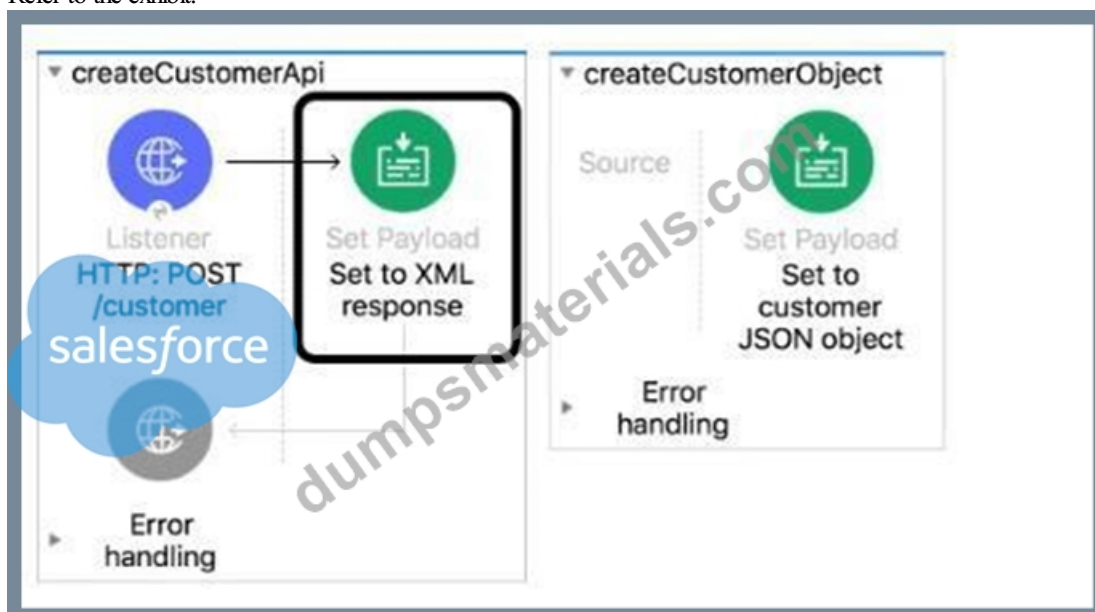 Refer to the exhibit.
createCustomerApi
Listener
HTTP: POST
/customer
Set Payload
Set to XML
response
Error
handling
createCustomerObject
Source
Set Payload
Set to
customer
JSON object
Error
handling
salesforce
dumpsmaterials.com